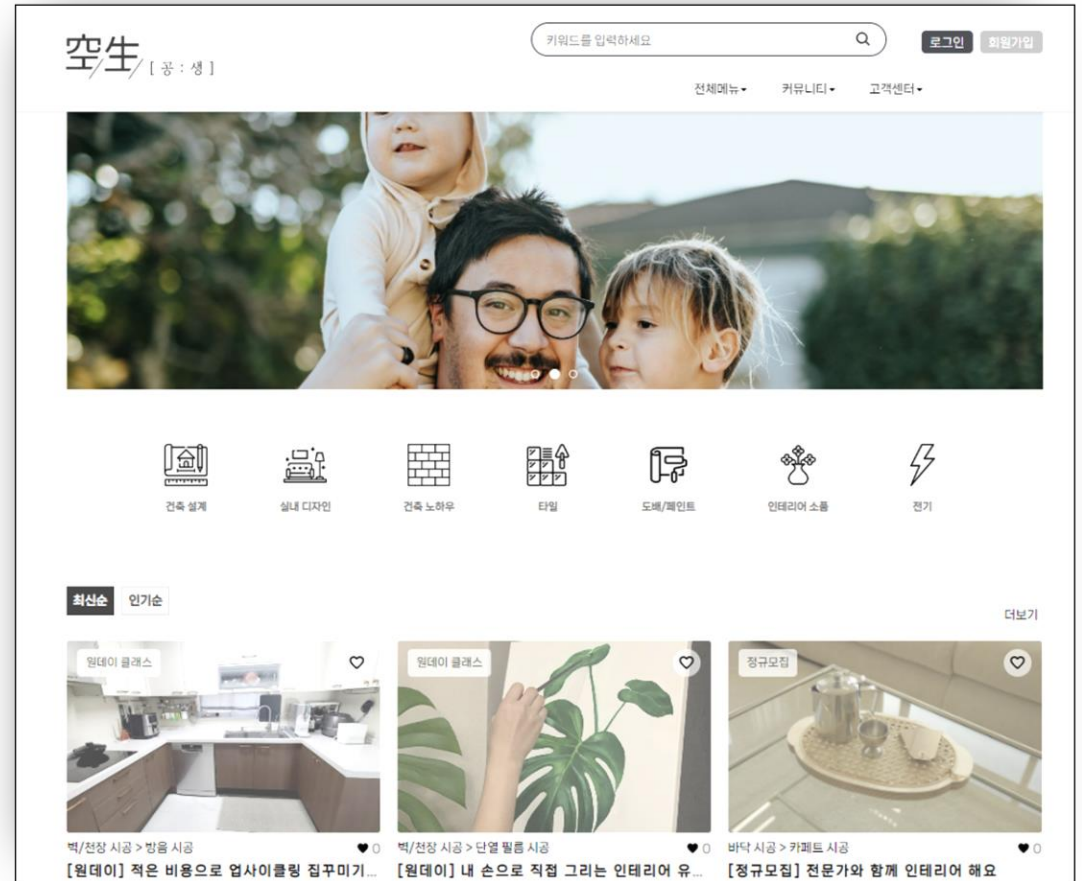 空生 [ 공 : 생 ]
키워드를 입력하세요
로그인 회원가입
전체메뉴 커뮤니티 고객센터
건축 설계 실내 디자인 건축 노하우 타일 도배/페인트 인테리어 소품 전기
최신순 인기순
더보기
원데이 클래스 원데이 클래스 정규모집
벽/천장 시공 > 방음 시공 0 벽/천장 시공 > 단열 필름 시공 0 바닥 시공 > 카페트 시공 0
[원데이] 적은 비용으로 업사이클링 집꾸미기... [원데이] 내 손으로 직접 그리는 인테리어 유... [정규모집] 전문가와 함께 인테리어 해요